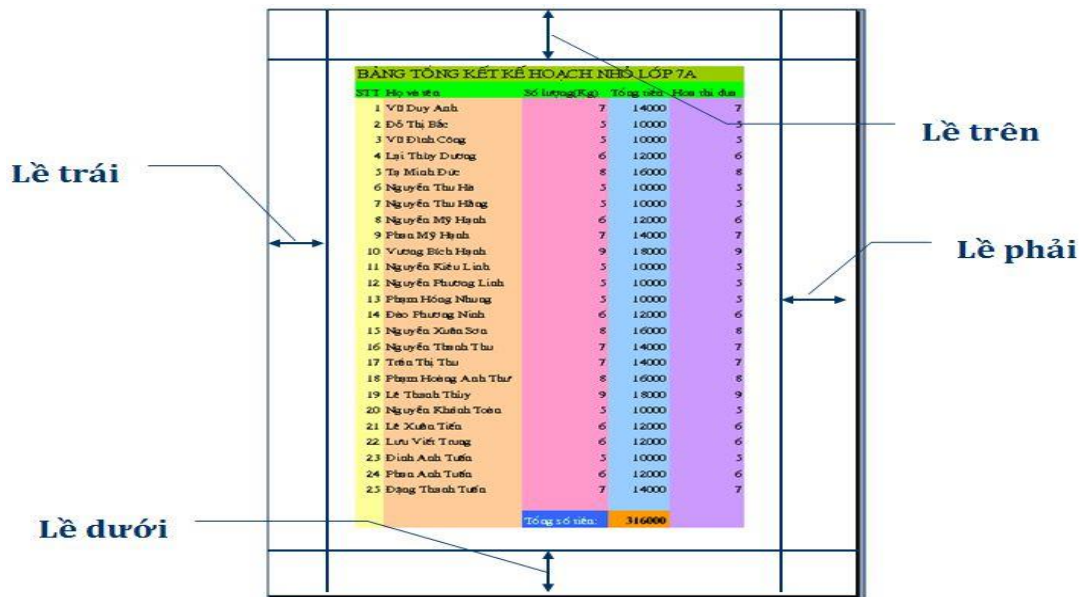 BẢNG TỔNG KẾT KẾ HOẠCH NHỎ LỚP 7A
STT Họ và tên Số lượng(Kg) Tổng tiền Hoa thi đua
1 Vũ Duy Anh 7 14000 7
2 Đỗ Thị Bắc 5 10000 5
3 Vũ Đình Công 5 10000 5
4 Lại Thùy Dương 6 12000 6
5 Tạ Minh Đức 8 16000 8
6 Nguyễn Thu Hà 5 10000 5
7 Nguyễn Thu Hằng 5 10000 5
8 Nguyễn Mỹ Hạnh 6 12000 6
9 Phan Mỹ Hạnh 7 14000 7
10 Vương Bích Hạnh 9 18000 9
11 Nguyễn Kiều Linh 5 10000 5
12 Nguyễn Phương Linh 5 10000 5
13 Phạm Hồng Nhung 5 10000 5
14 Đào Phương Ninh 6 12000 6
15 Nguyễn Xuân Sơn 8 16000 8
16 Nguyễn Thanh Thu 7 14000 7
17 Trần Thị Thu 7 14000 7
18 Phạm Hoàng Anh Thư 8 16000 8
19 Lê Thanh Thùy 9 18000 9
20 Nguyễn Khánh Toàn 5 10000 5
21 Lê Xuân Tiến 6 12000 6
22 Lưu Viết Trung 6 12000 6
23 Đinh Anh Tuấn 5 10000 5
24 Phan Anh Tuấn 6 12000 6
25 Đặng Thanh Tuấn 7 14000 7
Tổng số tiền: 316000
Lề trên
Lề trái
Lề phải
Lề dưới